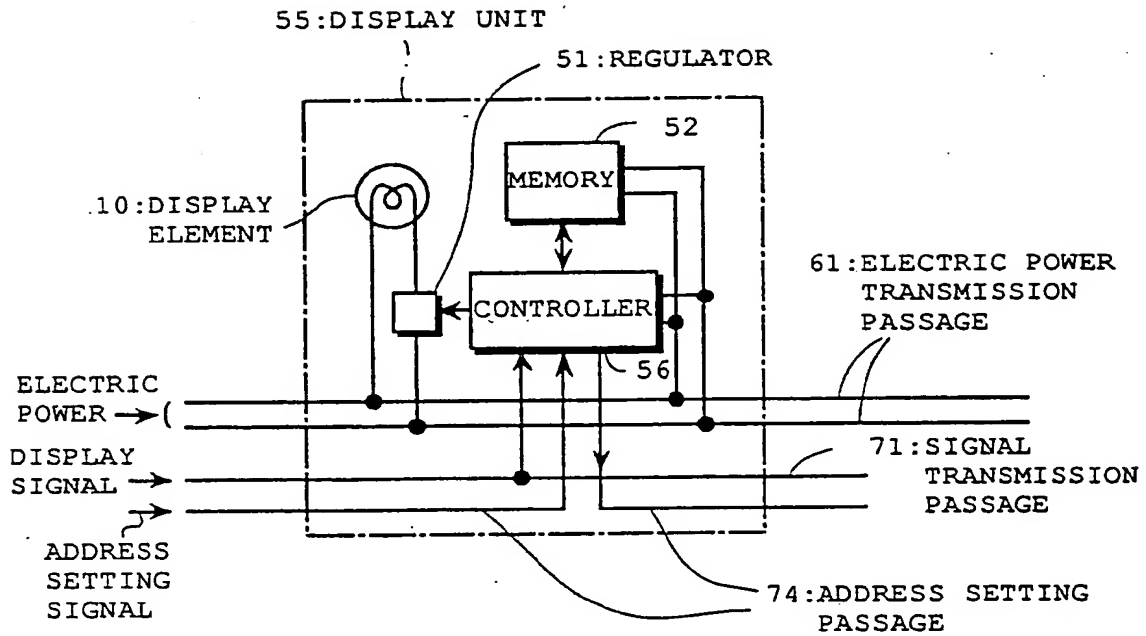 55:DISPLAY UNIT
51:REGULATOR
52
MEMORY
10:DISPLAY
ELEMENT
61:ELECTRIC POWER
TRANSMISSION
PASSAGE
CONTROLLER
56
ELECTRIC
POWER
DISPLAY
SIGNAL
71:SIGNAL
TRANSMISSION
PASSAGE
ADDRESS
SETTING
SIGNAL
74:ADDRESS SETTING
PASSAGE